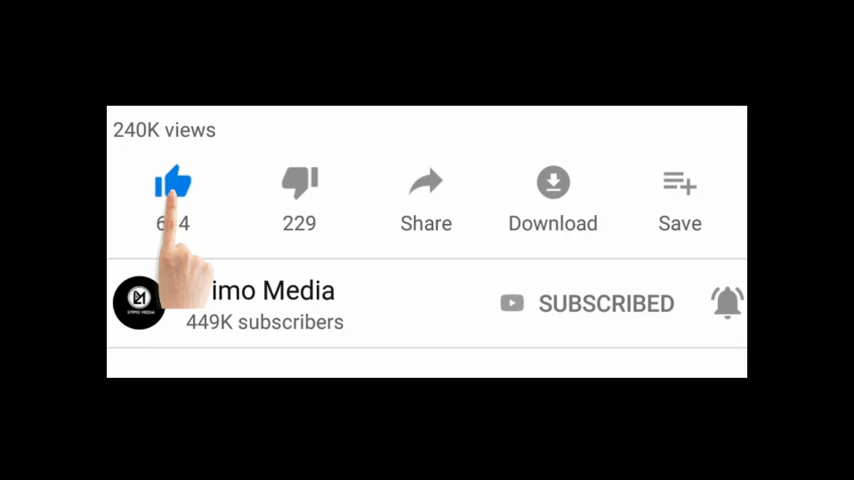 240K views
229
Share
Download
Save
imo Media
SUBSCRIBED
449K subscribers